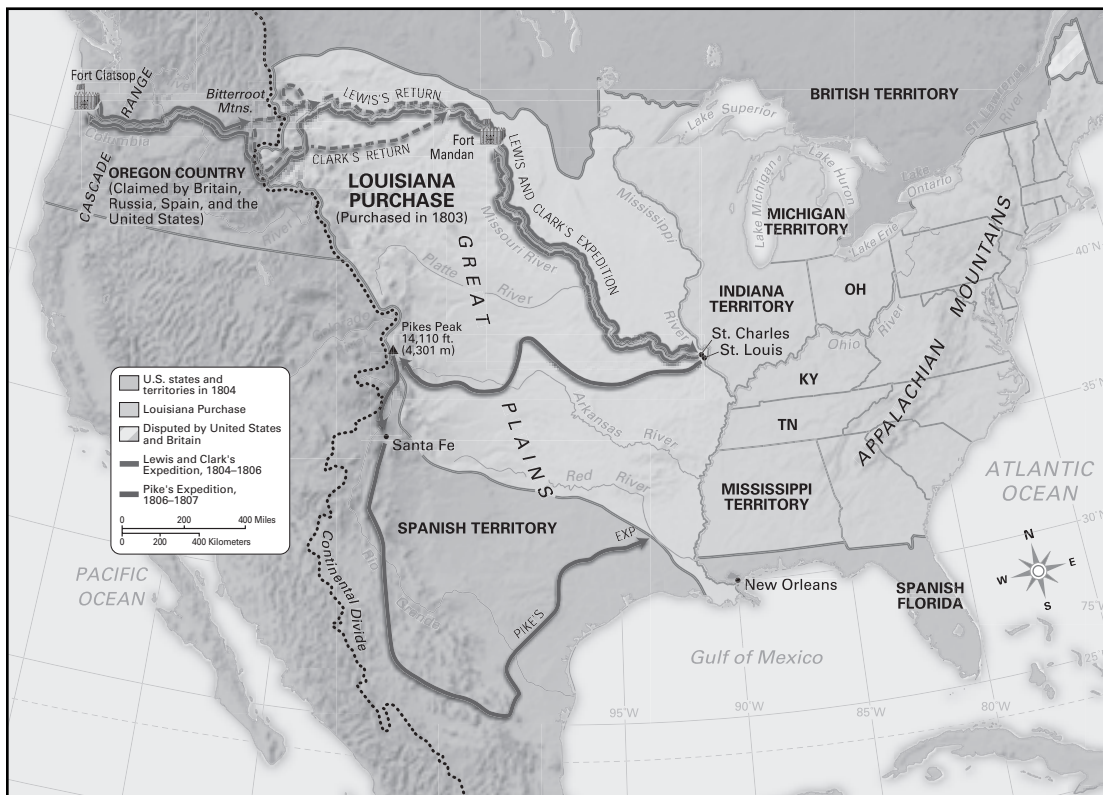 BRITISH TERRITORY
Fort Clatsop
CASCADE RANGE
Bitterroot
Mtns.
LEWIS'S RETURN
CLARK'S RETURN
Fort
Mandan
LEWIS AND CLARK'S EXPEDITION
Columbia
OREGON COUNTRY
(Claimed by Britain,
Russia, Spain, and the
United States)
LOUISIANA
PURCHASE
(Purchased in 1803)
Missouri River
Mississippi
River
Platte
River
GREAT
PLAINS
Lake Superior
Lake Michigan
Lake Huron
Lake
Ontario
Lake Erie
St. Lawrence
River
MICHIGAN
TERRITORY
INDIANA
TERRITORY
OH
Ohio
River
KY
TN
APPALACHIAN MOUNTAINS
St. Charles
St. Louis
Pikes Peak
14,110 ft.
(4,301 m)
U.S. states and
territories in 1804
Louisiana Purchase
Disputed by United States
and Britain
Lewis and Clark's
Expedition, 1804–1806
Pike's Expedition,
1806–1807
0 200 400 Miles
0 200 400 Kilometers
Santa Fe
Arkansas River
Red River
MISSISSIPPI
TERRITORY
SPANISH TERRITORY
PIKE'S EXP
Continental Divide
Rio
Grande
New Orleans
SPANISH
FLORIDA
Gulf of Mexico
PACIFIC
OCEAN
ATLANTIC
OCEAN
N
W
E
S
40°N
35°N
30°N
25°N
75°W
80°W
85°W
95°W